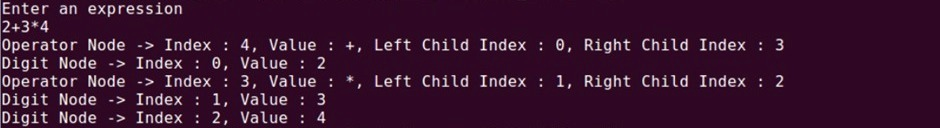 Enter an expression
2+3*4
Operator Node -> Index : 4, Value : +, Left Child Index : 0, Right Child Index : 3
Digit Node -> Index : 0, Value : 2
Operator Node -> Index : 3, Value : *, Left Child Index : 1, Right Child Index : 2
Digit Node -> Index : 1, Value : 3
Digit Node -> Index : 2, Value : 4